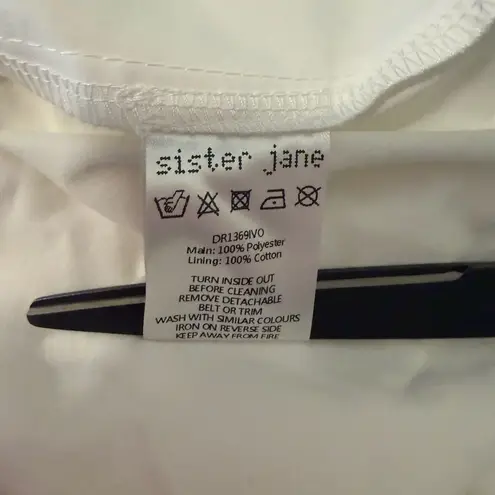 sister jane
DR1369IVO
Main: 100% Polyester
Lining: 100% Cotton
TURN INSIDE OUT
BEFORE CLEANING
REMOVE DETACHABLE
BELT OR TRIM
WASH WITH SIMILAR COLOURS
IRON ON REVERSE SIDE
KEEP AWAY FROM FIRE